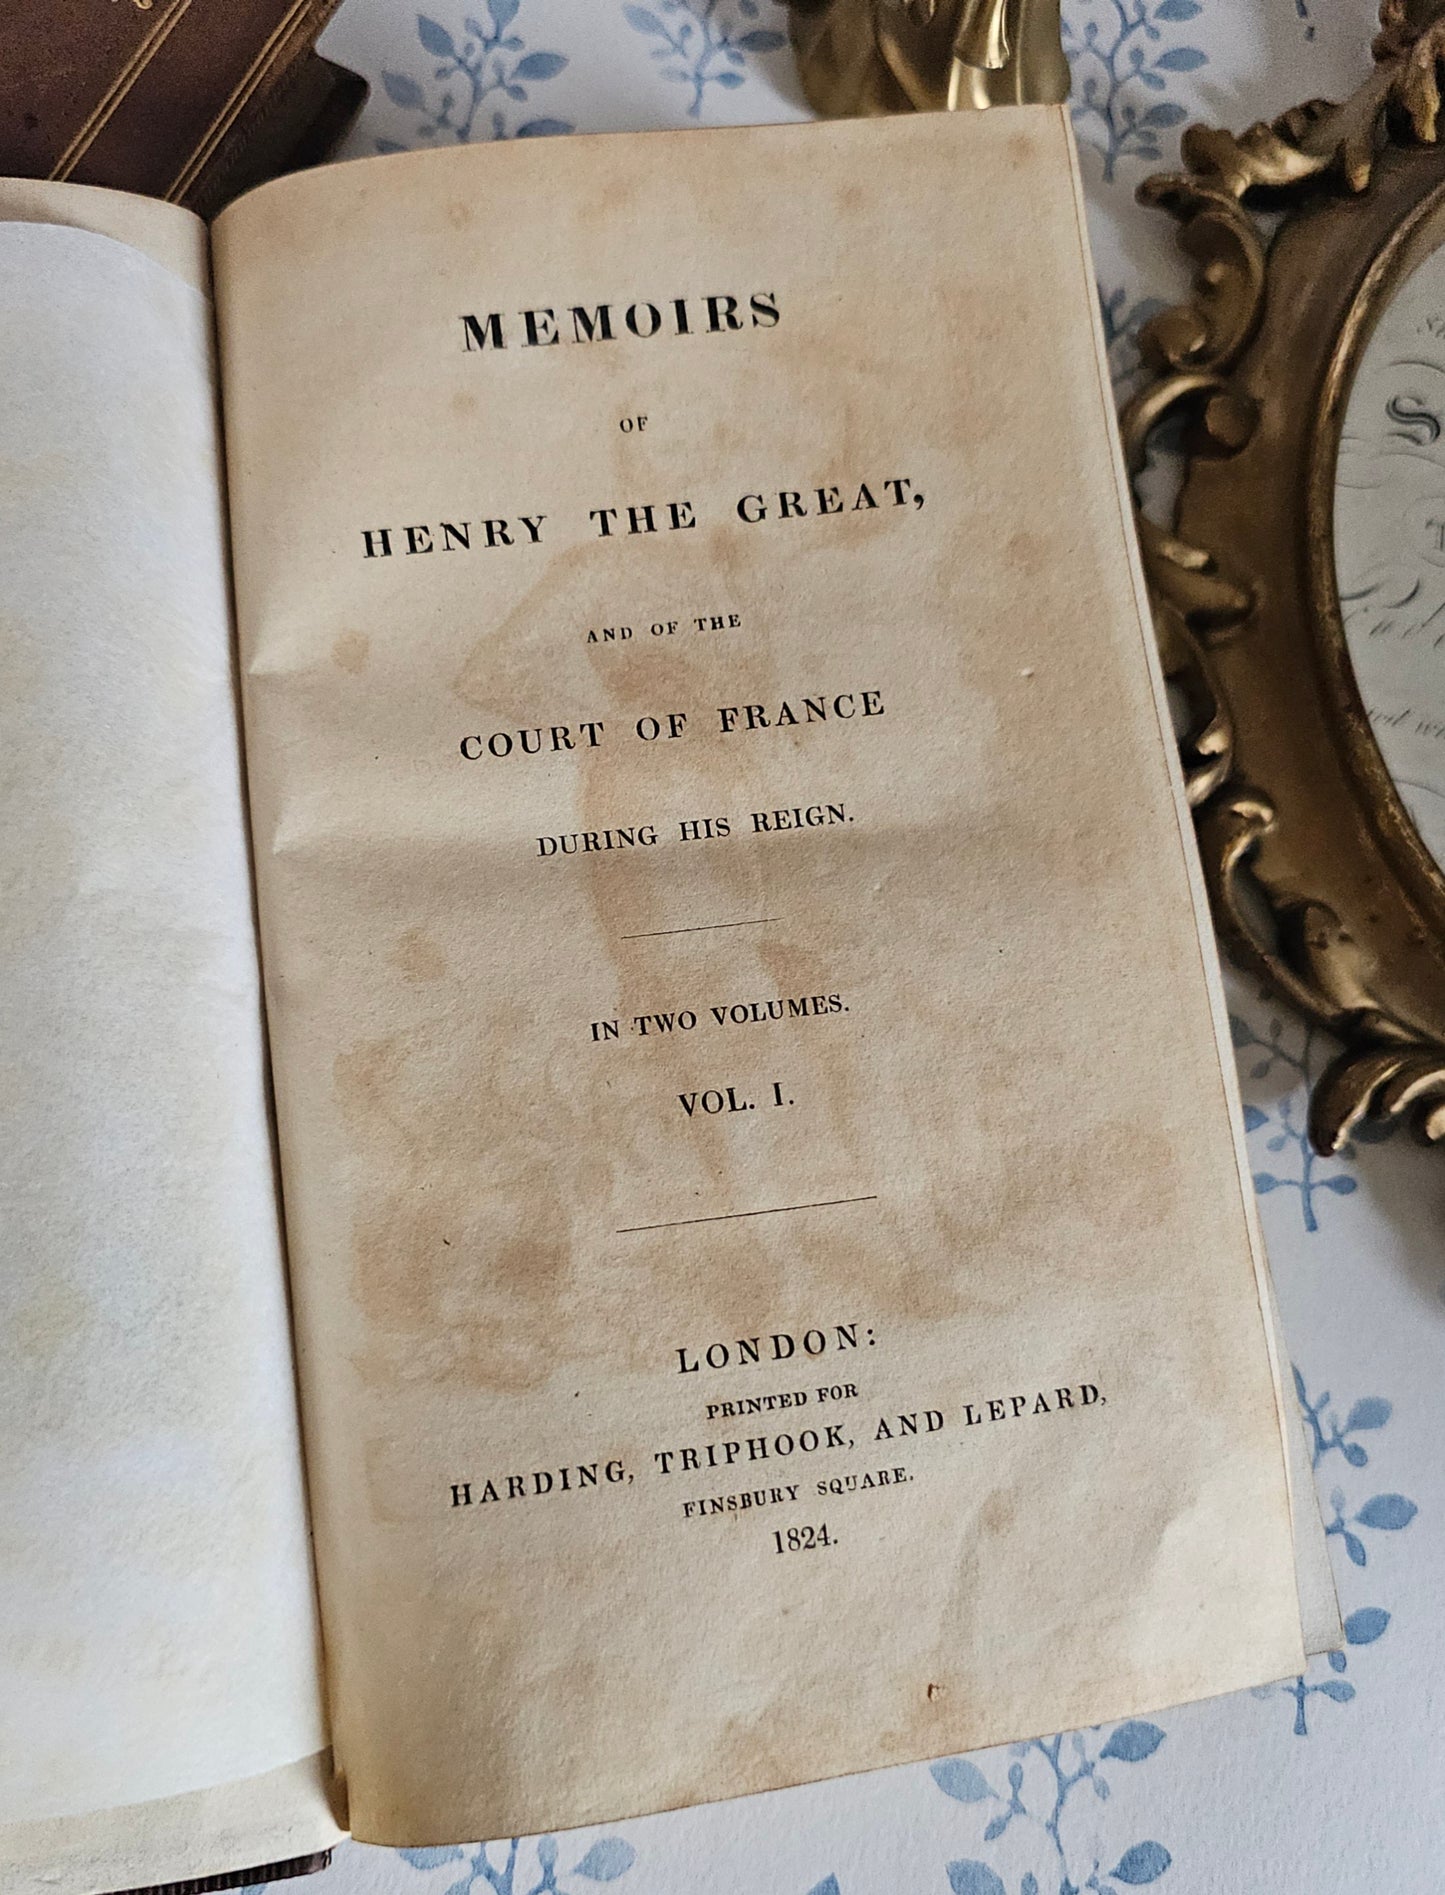 MEMOIRS
OF
HENRY THE GREAT,
AND OF THE
COURT OF FRANCE
DURING HIS REIGN.
IN TWO VOLUMES.
VOL. I.
LONDON:
PRINTED FOR
HARDING, TRIPHOOK, AND LEPARD,
FINSBURY SQUARE.
1824.